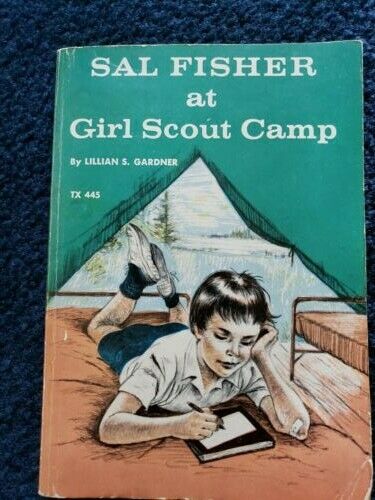 SAL FISHER
at
Girl Scout Camp
By LILLIAN S. GARDNER
TX 445